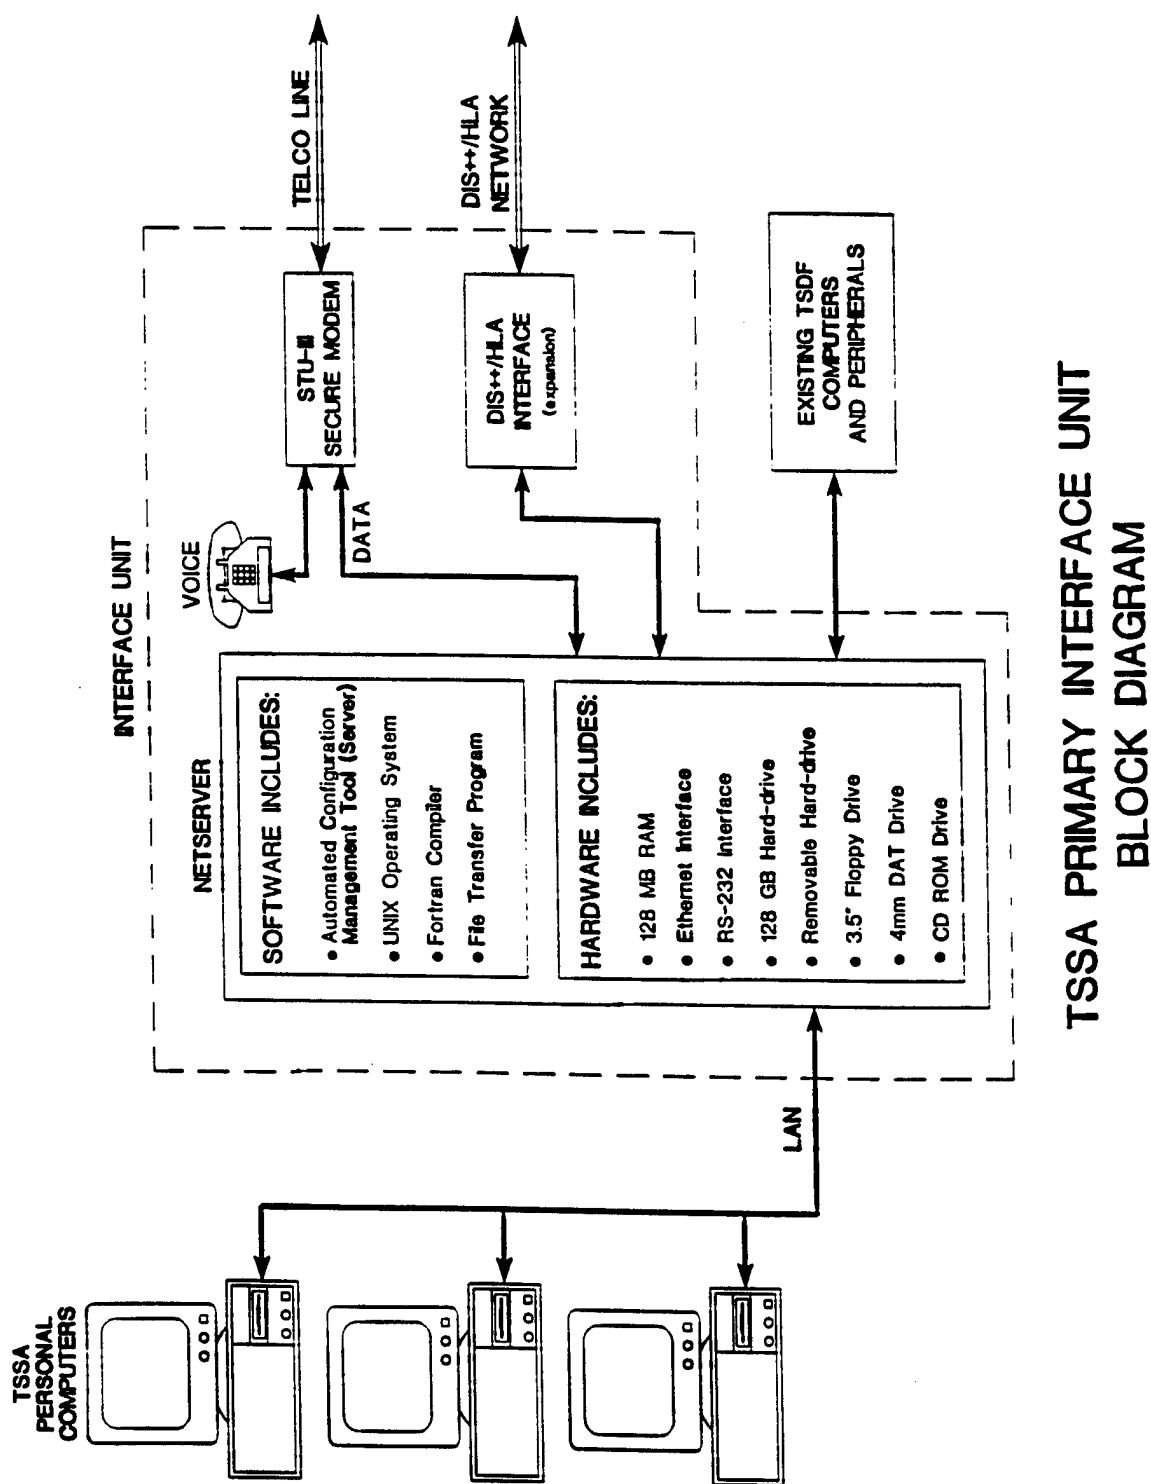 TSSA
PERSONAL
COMPUTERS
LAN
INTERFACE UNIT
NETSERVER
SOFTWARE INCLUDES:
• Automated Configuration
Management Tool (Server)
• UNIX Operating System
• Fortran Compiler
• File Transfer Program
HARDWARE INCLUDES:
• 128 MB RAM
• Ethernet Interface
• RS-232 Interface
• 128 GB Hard-drive
• Removable Hard-drive
• 3.5" Floppy Drive
• 4mm DAT Drive
• CD ROM Drive
VOICE
DATA
STU-III
SECURE MODEM
TELCO LINE
DIS++/HLA
INTERFACE
(expansion)
DIS++/HLA
NETWORK
EXISTING TSDF
COMPUTERS
AND PERIPHERALS
TSSA PRIMARY INTERFACE UNIT
BLOCK DIAGRAM